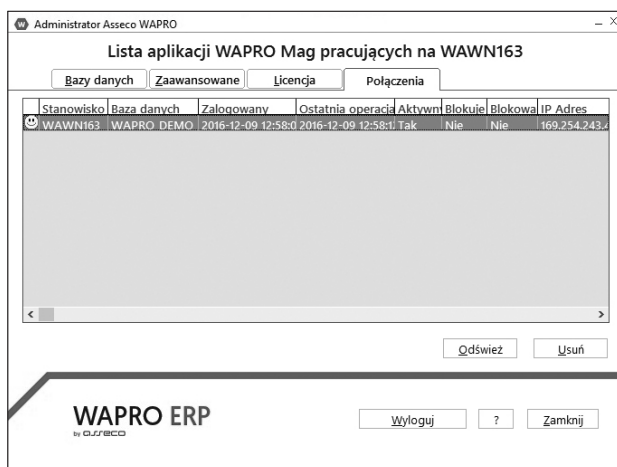 Administrator Asseco WAPRO
Lista aplikacji WAPRO Mag pracujących na WAWN163
Bazy danych Zaawansowane Licencja Połączenia
Stanowisko Baza danych Zalogowany Ostatnia operacja Aktywny Blokuje Blokowa IP Adres
WAWN163 WAPRO_DEMO 2016-12-09 12:58:0 2016-12-09 12:58:1 Tak Nie Nie 169.254.243.
Odśwież Usuń
WAPRO ERP
by asseco
Wyloguj ? Zamknij